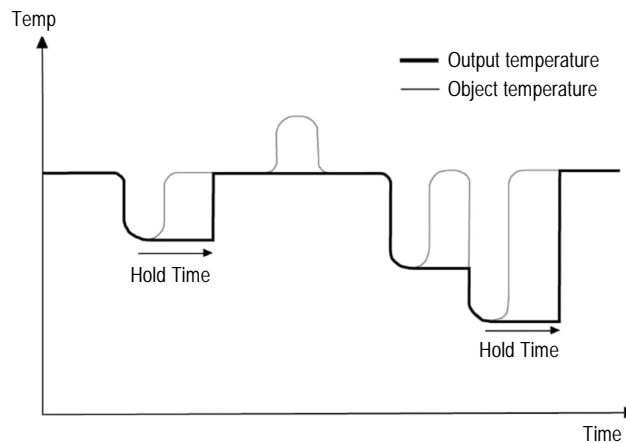 Temp
Output temperature
Object temperature
Hold Time
Hold Time
Time